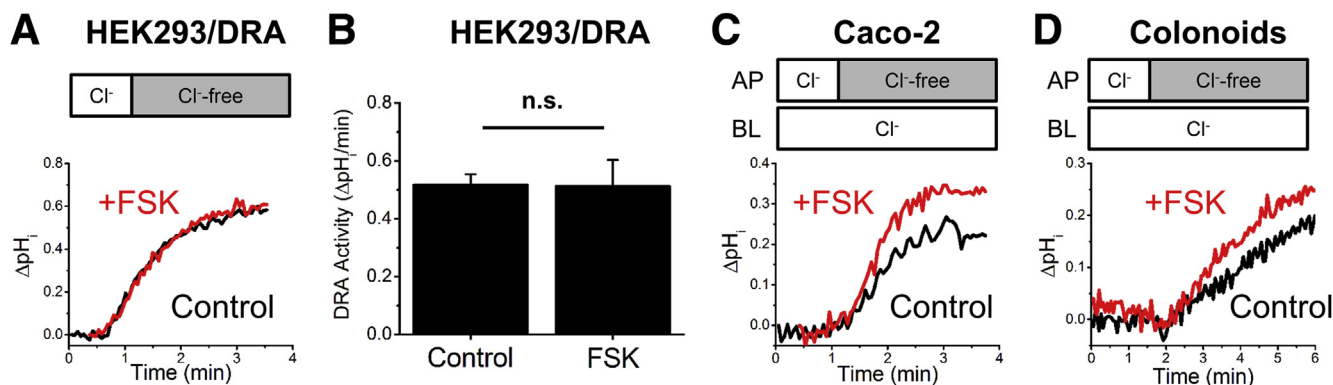 A HEK293/DRA
Cl⁻ Cl⁻-free
0.8
0.6
0.4
0.2
0.0
ΔpHᵢ
+FSK
Control
0 1 2 3 4
Time (min)
B HEK293/DRA
n.s.
0.8
0.6
0.4
0.2
0.0
DRA Activity (ΔpHᵢ/min)
Control FSK
C Caco-2
AP Cl⁻ Cl⁻-free
BL Cl⁻
0.4
0.3
0.2
0.1
0.0
ΔpHᵢ
+FSK
Control
0 1 2 3 4
Time (min)
D Colonoids
AP Cl⁻ Cl⁻-free
BL Cl⁻
0.3
0.2
0.1
0.0
ΔpHᵢ
+FSK
Control
0 1 2 3 4 5 6
Time (min)